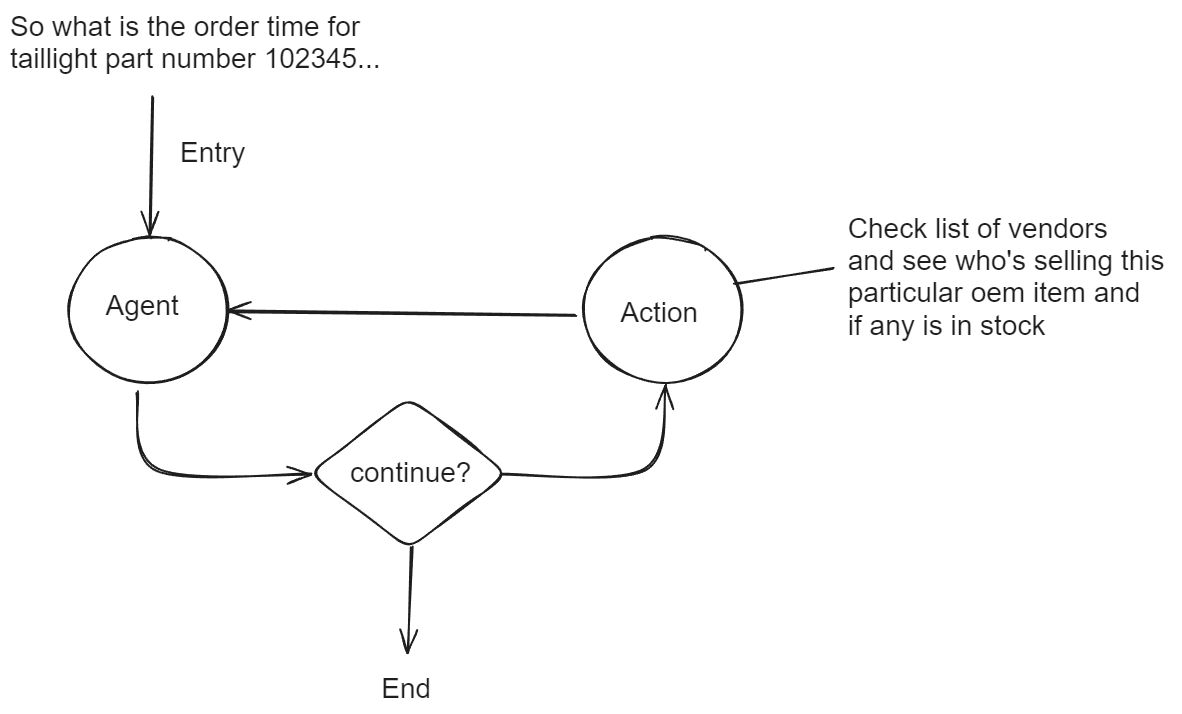 So what is the order time for
taillight part number 102345...
Entry
Agent
Action
Check list of vendors
and see who's selling this
particular oem item and
if any is in stock
continue?
End